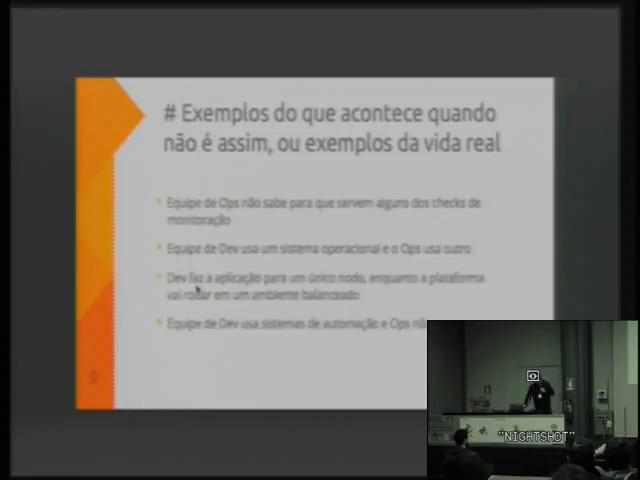 # Exemplos do que acontece quando
não é assim, ou exemplos da vida real
Equipe de Ops não sabe para que servem alguns dos checks de
monitoração
Equipe de Dev usa um sistema operacional e o Ops usa outro
Dev faz a aplicação para um único nodo, enquanto a plataforma
vai rodar em um ambiente balanceado
Equipe de Dev usa sistemas de automação e Ops
"NIGHTSHOT"